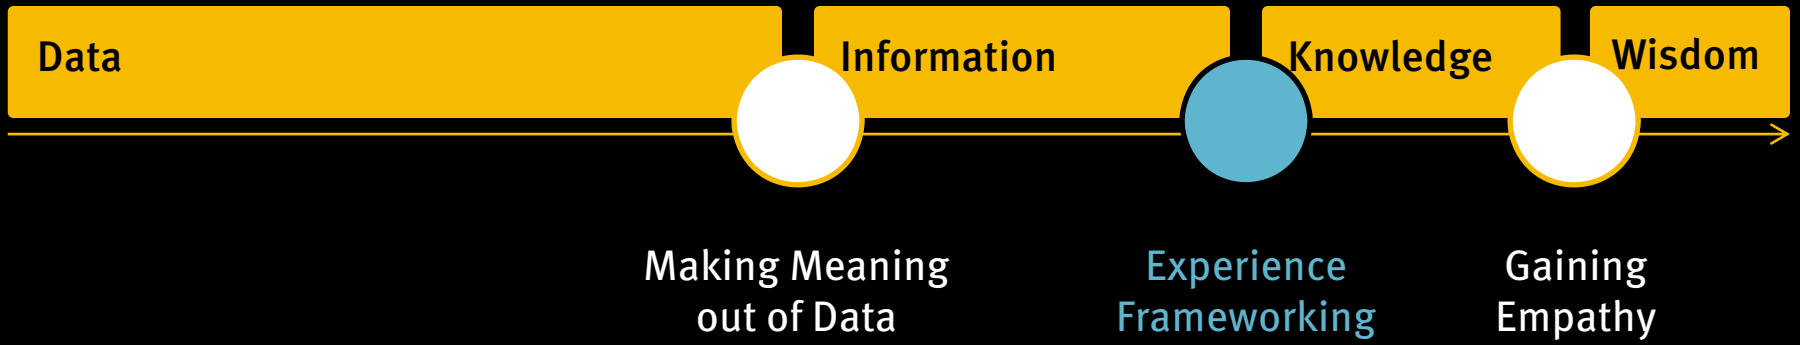 Data
Information
Knowledge
Wisdom
Making Meaning
out of Data
Experience
Frameworking
Gaining
Empathy